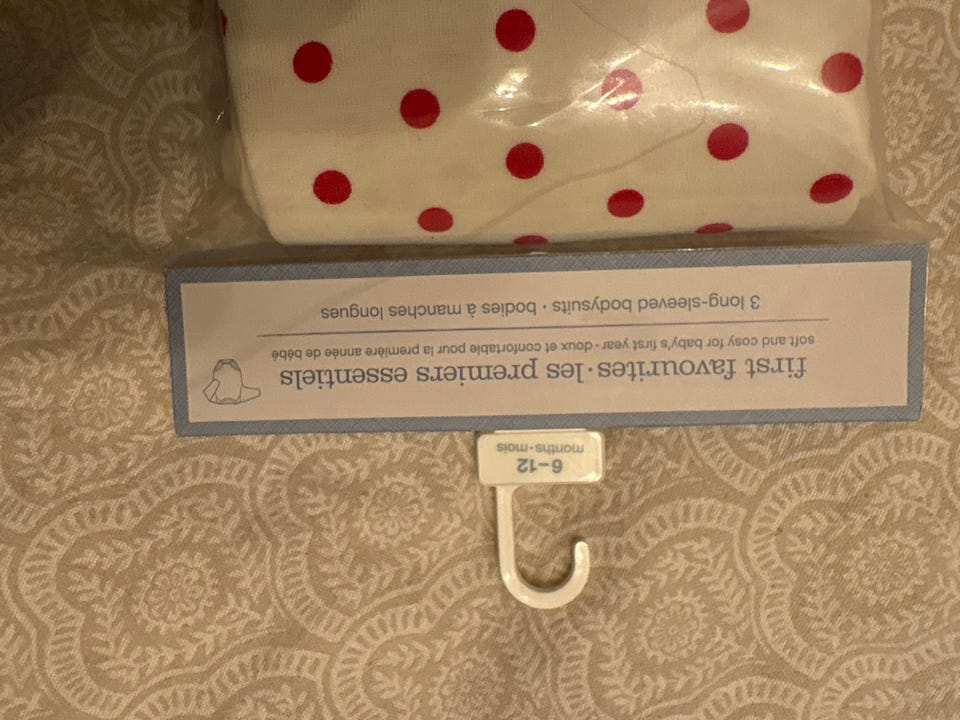 6–12
months•mois
first favourites•les premiers essentiels
soft and cosy for baby's first year • doux et confortable pour la première année de bébé
3 long-sleeved bodysuits • bodies à manches longues